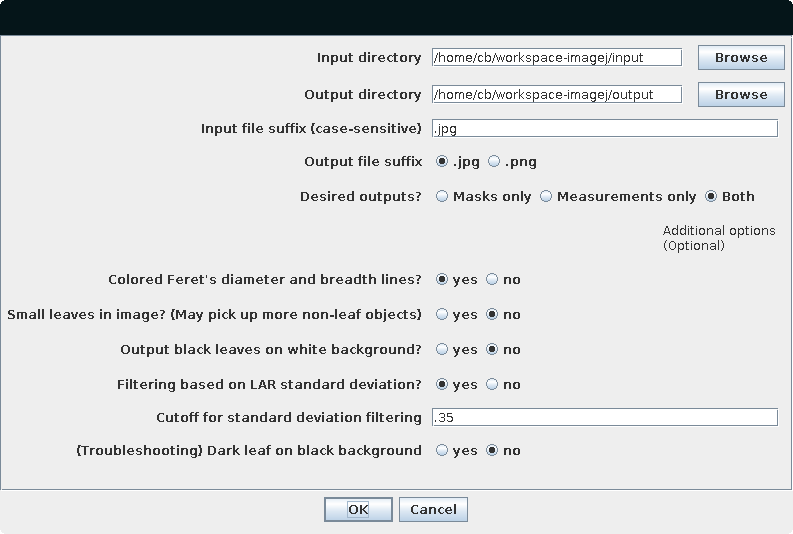 Input directory /home/cb/workspace-imagej/input Browse
Output directory /home/cb/workspace-imagej/output Browse
Input file suffix (case-sensitive) .jpg
Output file suffix .jpg .png
Desired outputs? Masks only Measurements only Both
Additional options
(Optional)
Colored Feret's diameter and breadth lines? yes no
Small leaves in image? (May pick up more non-leaf objects) yes no
Output black leaves on white background? yes no
Filtering based on LAR standard deviation? yes no
Cutoff for standard deviation filtering .35
(Troubleshooting) Dark leaf on black background yes no
OK Cancel